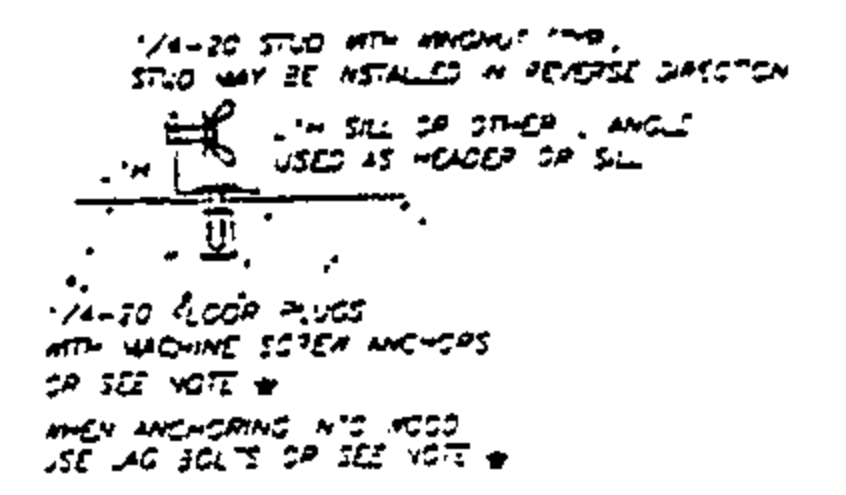 1/4-20 STUD WITH WINGNUT
STUD MAY BE INSTALLED IN REVERSE DIRECTION
"H" SILL OR OTHER L ANGLE
USED AS HEADER OR SILL
"H"
1/4-20 FLOOR PLUGS
WITH MACHINE SCREW ANCHORS
OR SEE NOTE ★
WHEN ANCHORING INTO WOOD
USE LAG BOLTS OR SEE NOTE ★